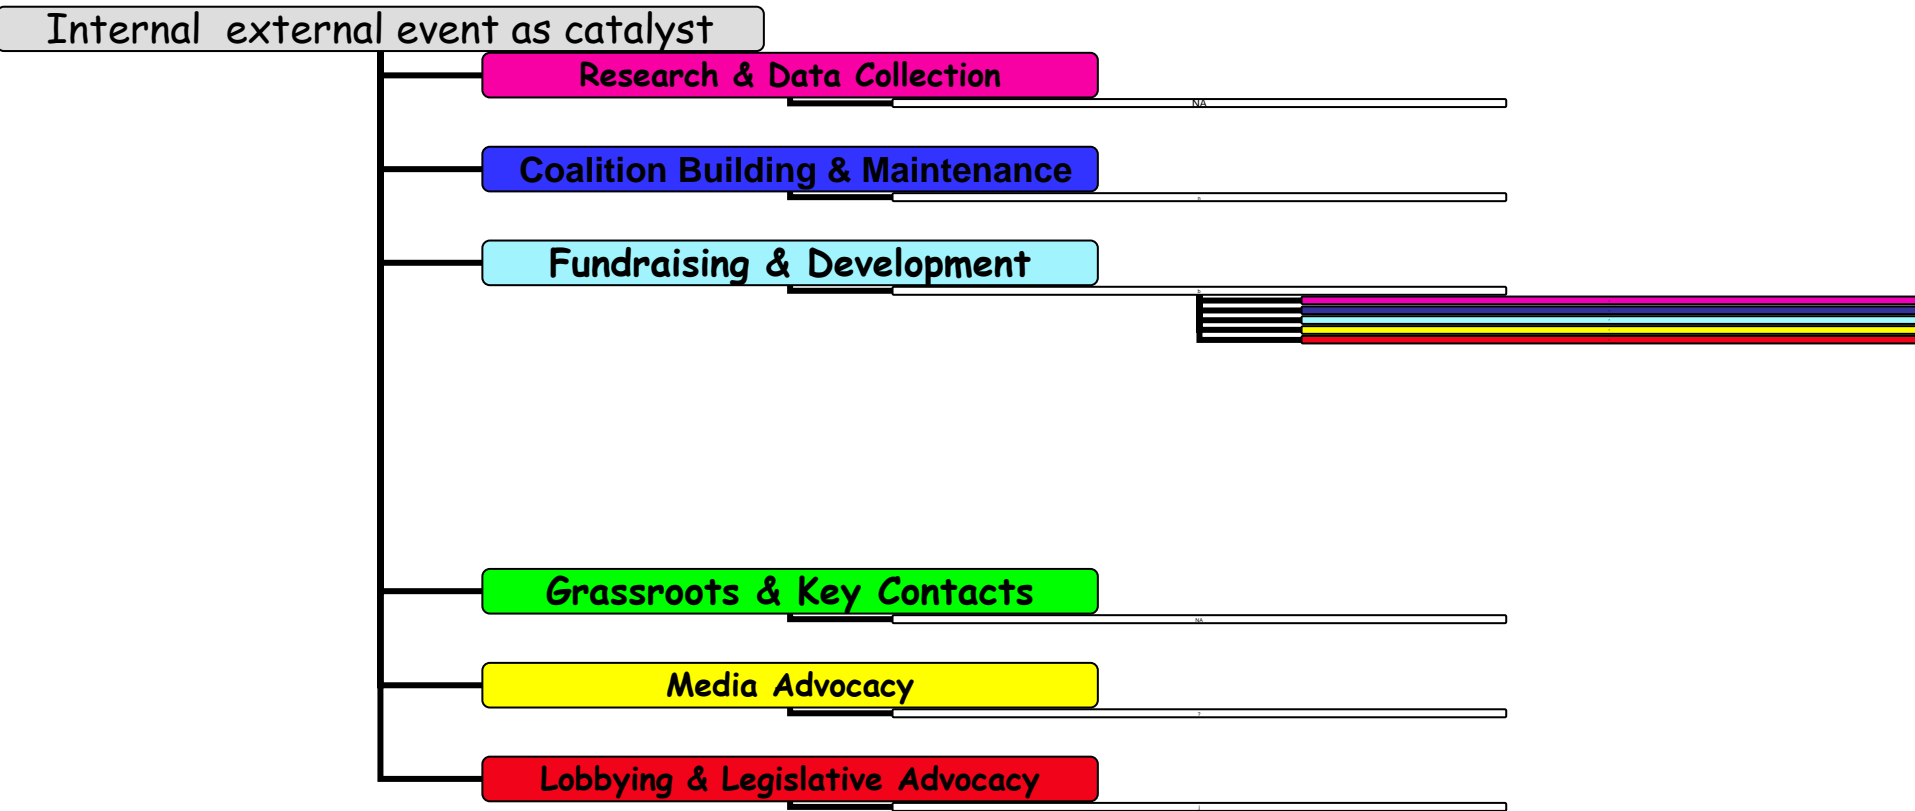 Internal  external event as catalyst
Research & Data Collection
NA
Coalition Building & Maintenance
Fundraising & Development
Grassroots & Key Contacts
NA
Media Advocacy
?
Lobbying & Legislative Advocacy